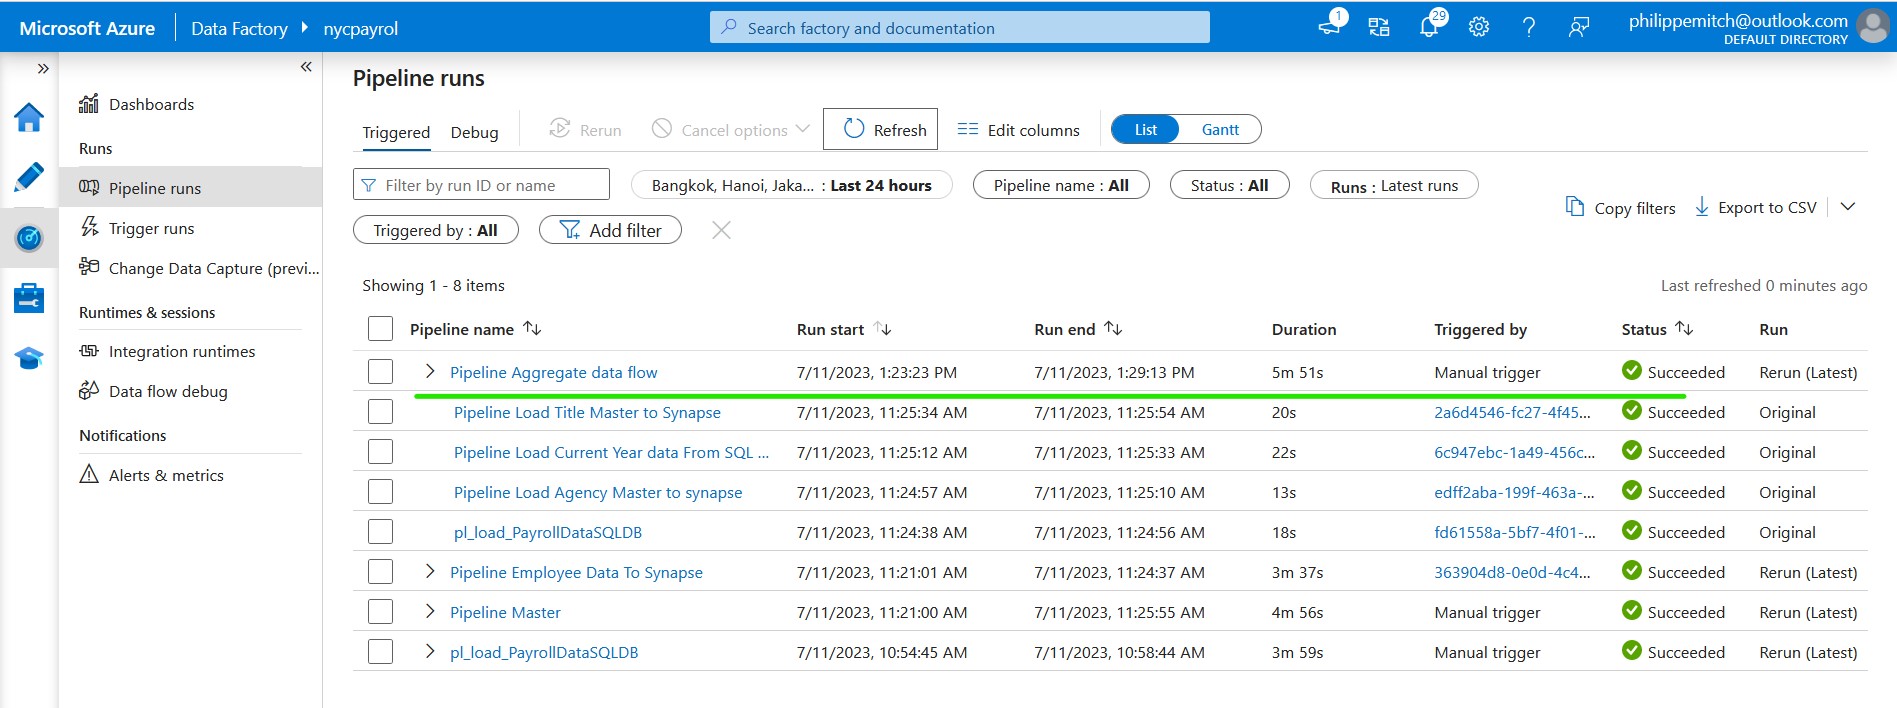 Microsoft Azure Data Factory nycpayrol
Search factory and documentation
1
29
philippemitch@outlook.com
DEFAULT DIRECTORY
Dashboards
Runs
Pipeline runs
Trigger runs
Change Data Capture (previ...
Runtimes & sessions
Integration runtimes
Data flow debug
Notifications
Alerts & metrics
Pipeline runs
Triggered Debug Rerun Cancel options Refresh Edit columns List Gantt
Filter by run ID or name Bangkok, Hanoi, Jaka... : Last 24 hours Pipeline name : All Status : All Runs : Latest runs
Triggered by : All Add filter
Copy filters Export to CSV
Showing 1 - 8 items Last refreshed 0 minutes ago
Pipeline name Run start Run end Duration Triggered by Status Run
Pipeline Aggregate data flow 7/11/2023, 1:23:23 PM 7/11/2023, 1:29:13 PM 5m 51s Manual trigger Succeeded Rerun (Latest)
Pipeline Load Title Master to Synapse 7/11/2023, 11:25:34 AM 7/11/2023, 11:25:54 AM 20s 2a6d4546-fc27-4f45... Succeeded Original
Pipeline Load Current Year data From SQL ... 7/11/2023, 11:25:12 AM 7/11/2023, 11:25:33 AM 22s 6c947ebc-1a49-456c... Succeeded Original
Pipeline Load Agency Master to synapse 7/11/2023, 11:24:57 AM 7/11/2023, 11:25:10 AM 13s edff2aba-199f-463a-... Succeeded Original
pl_load_PayrollDataSQLDB 7/11/2023, 11:24:38 AM 7/11/2023, 11:24:56 AM 18s fd61558a-5bf7-4f01-... Succeeded Original
Pipeline Employee Data To Synapse 7/11/2023, 11:21:01 AM 7/11/2023, 11:24:37 AM 3m 37s 363904d8-0e0d-4c4... Succeeded Rerun (Latest)
Pipeline Master 7/11/2023, 11:21:00 AM 7/11/2023, 11:25:55 AM 4m 56s Manual trigger Succeeded Rerun (Latest)
pl_load_PayrollDataSQLDB 7/11/2023, 10:54:45 AM 7/11/2023, 10:58:44 AM 3m 59s Manual trigger Succeeded Rerun (Latest)